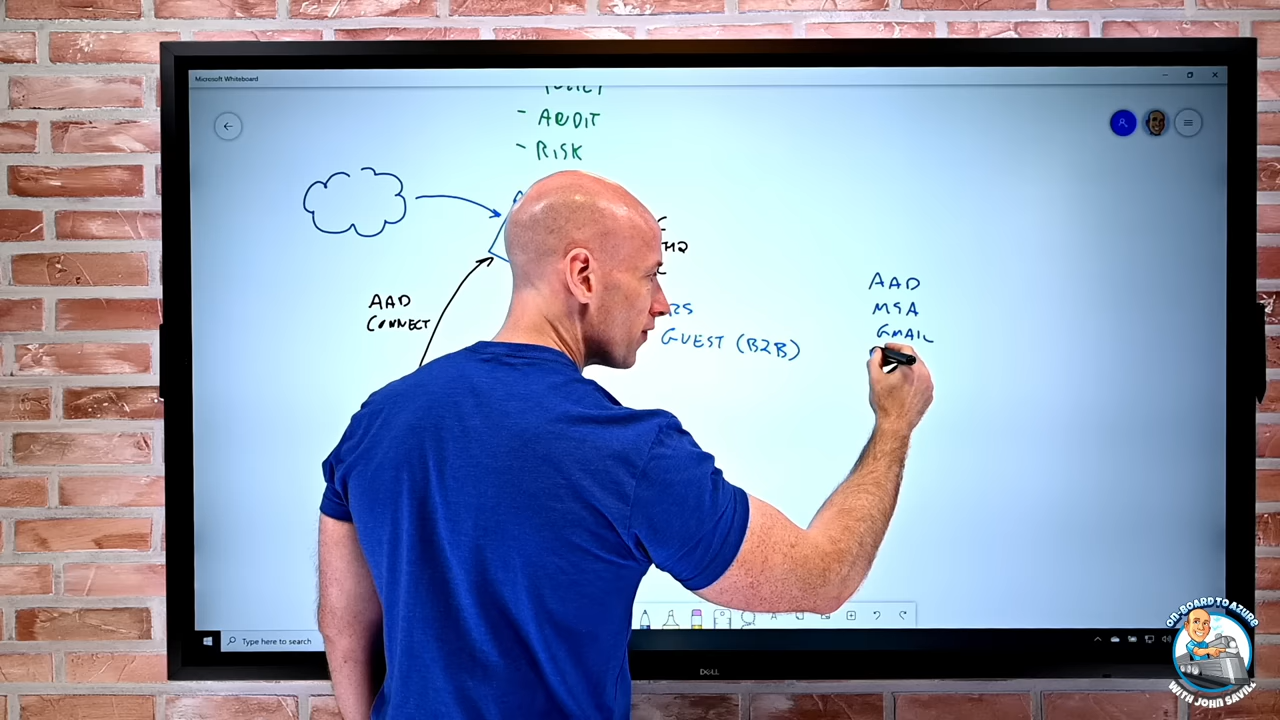 Microsoft Whiteboard
- AUDIT
- RISK
AAD
CONNECT
GUEST (B2B)
AAD
MSA
GMAIL
Type here to search
DELL
ON-BOARD TO AZURE
WITH JOHN SAVILL